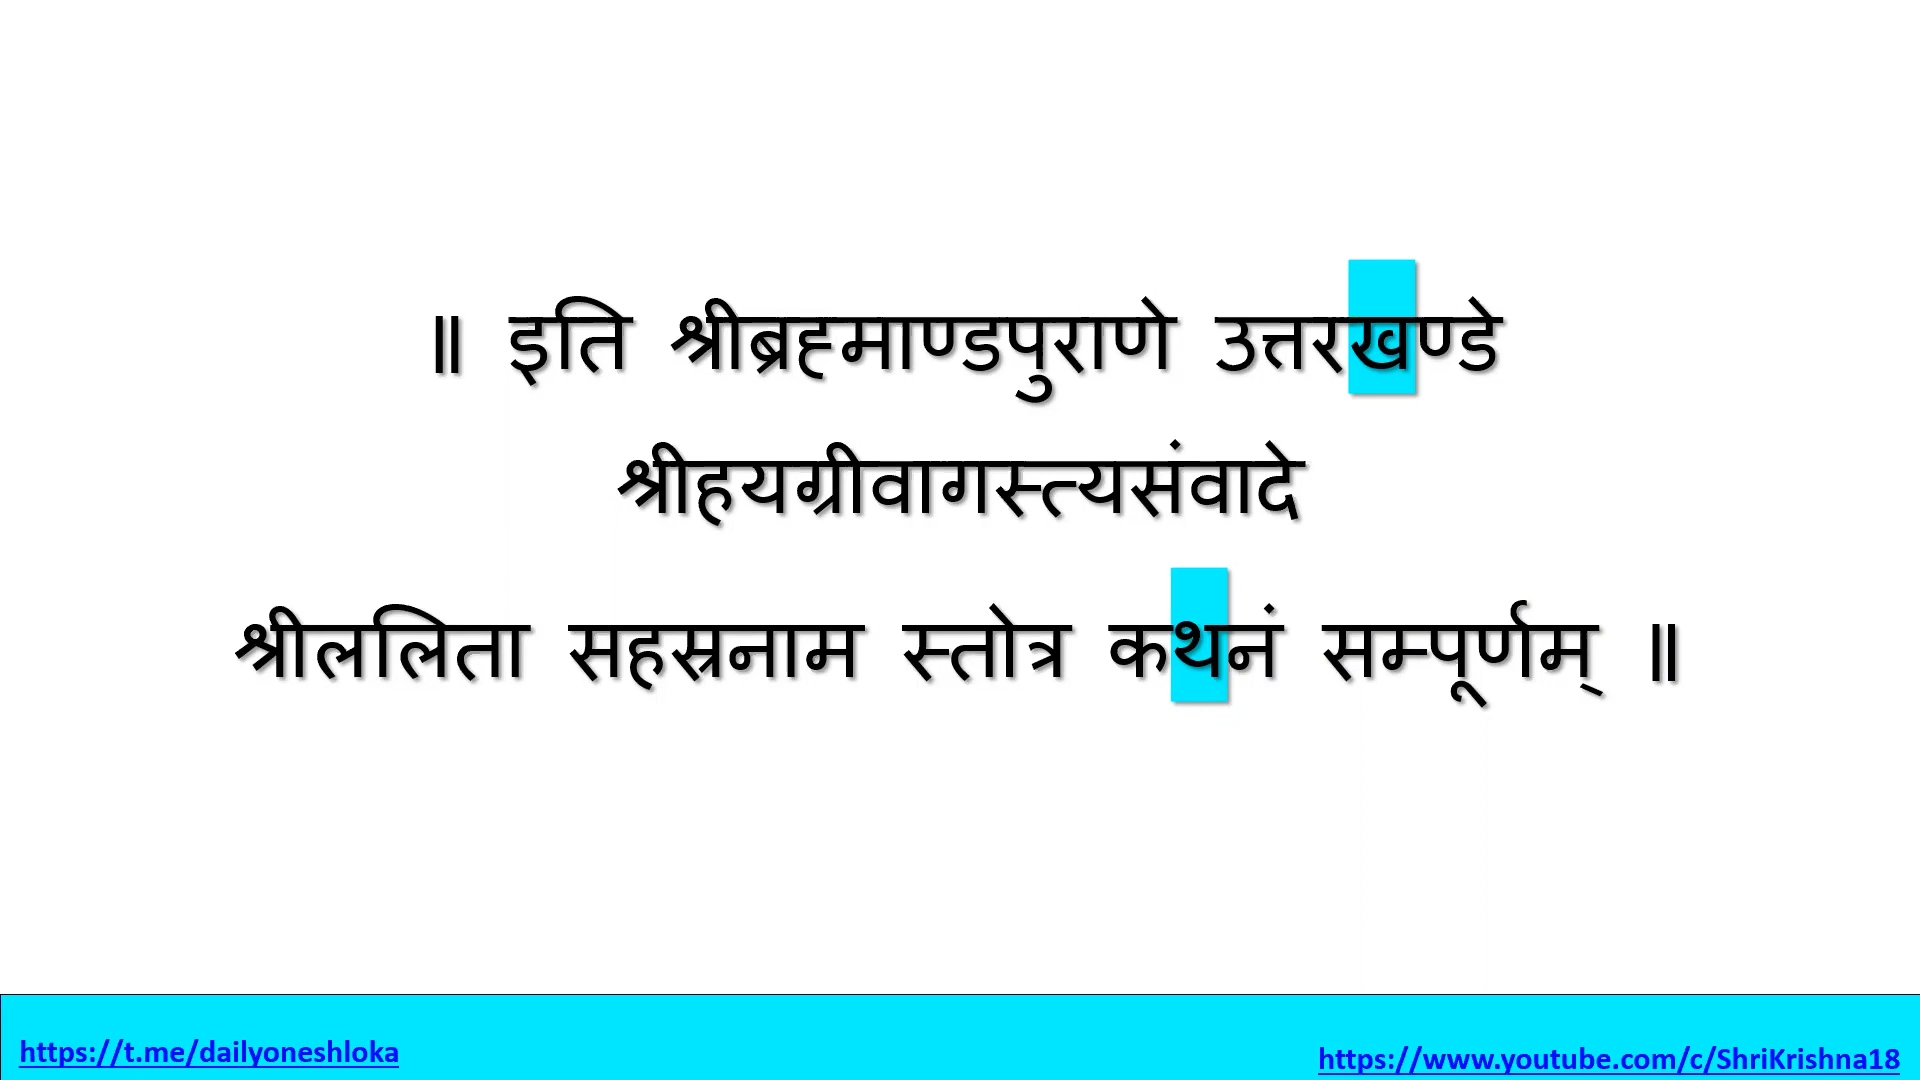 ॥ इति श्रीब्रह्माण्डपुराणे उत्तरखण्डे
श्रीहयग्रीवागस्त्यसंवादे
श्रीललिता सहस्रनाम स्तोत्र कथनं सम्पूर्णम् ॥
https://t.me/dailyoneshloka
https://www.youtube.com/c/ShriKrishna18